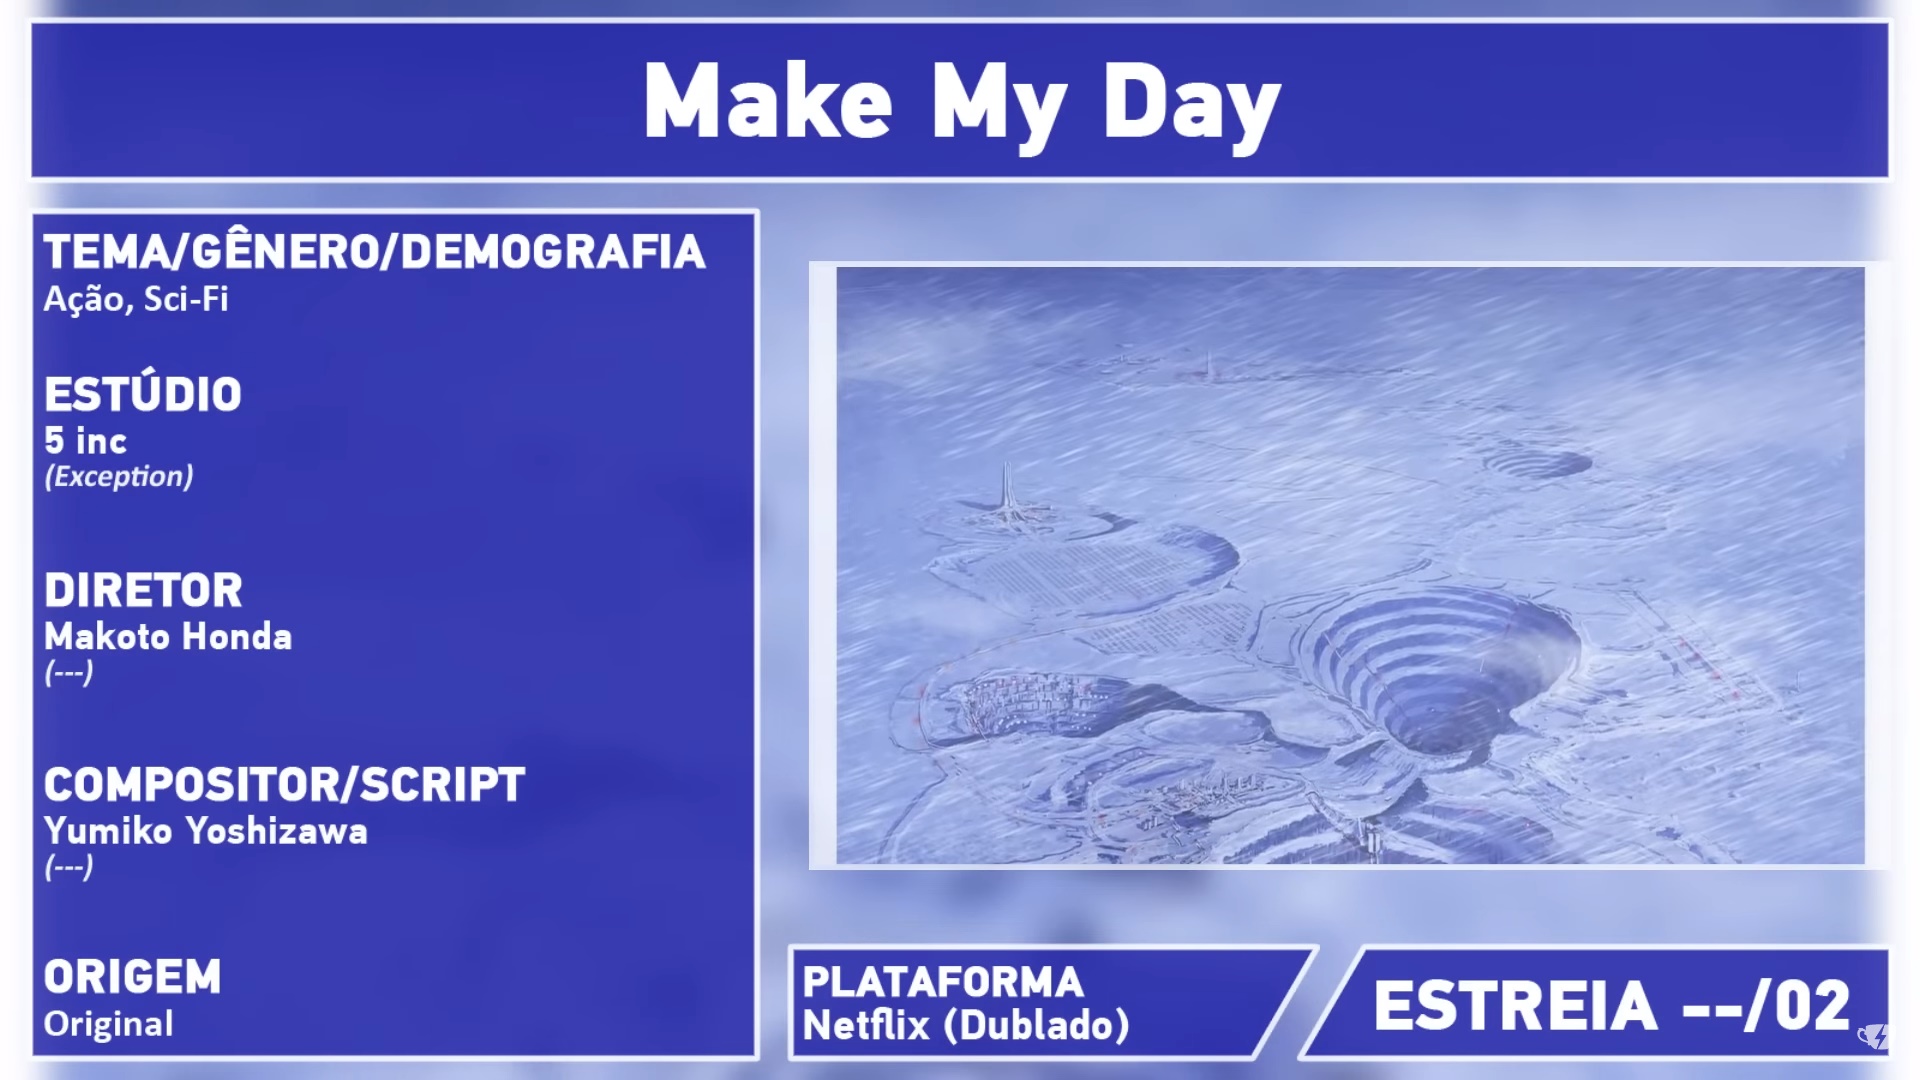 Make My Day
TEMA/GÊNERO/DEMOGRAFIA
Ação, Sci-Fi
ESTÚDIO
5 inc
(Exception)
DIRETOR
Makoto Honda
(---)
COMPOSITOR/SCRIPT
Yumiko Yoshizawa
(---)
ORIGEM
Original
PLATAFORMA
Netflix (Dublado)
ESTREIA --/02